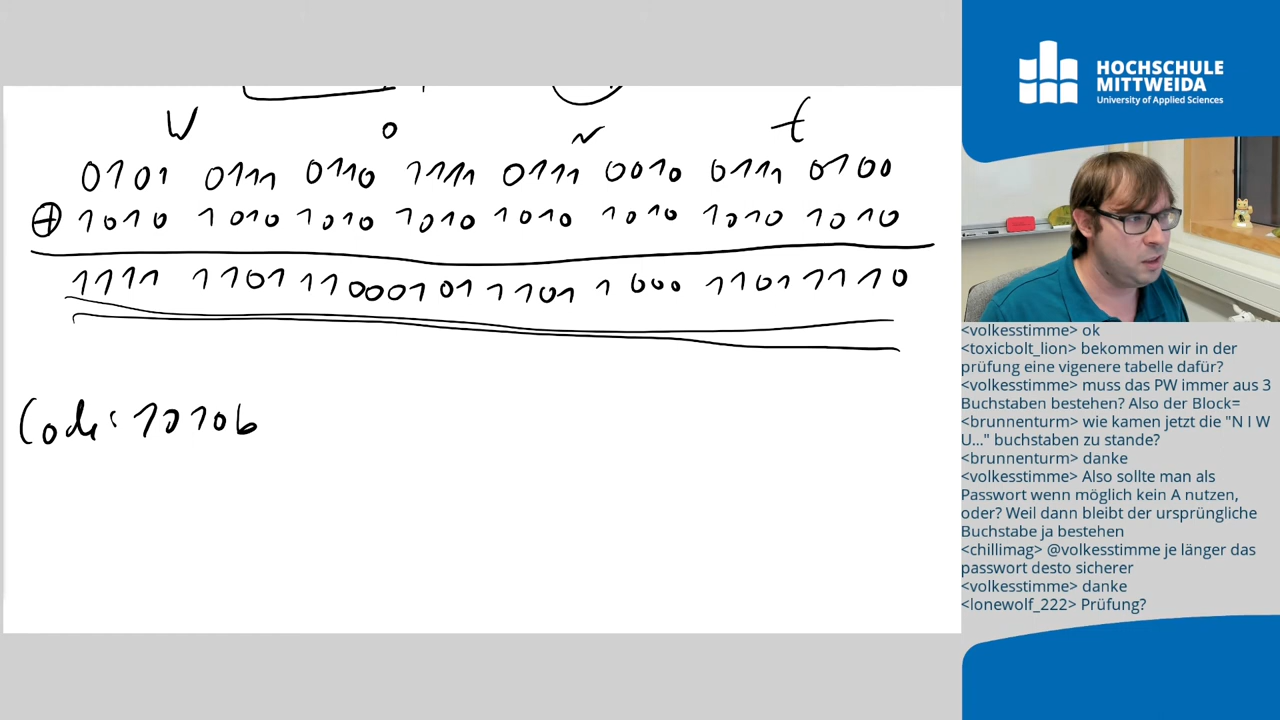 W o r t
0101 0111 0110 1111 0111 0010 0111 0100
⊕ 1010 1010 1010 1010 1010 1010 1010 1010
1111 1101 1100 0101 1101 1000 1101 1110
Code: 1010b
HOCHSCHULE
MITTWEIDA
University of Applied Sciences
<volkesstimme> ok
<toxicbolt_lion> bekommen wir in der
prüfung eine vigenere tabelle dafür?
<volkesstimme> muss das PW immer aus 3
Buchstaben bestehen? Also der Block=
<brunnenturm> wie kamen jetzt die "N I W
U..." buchstaben zu stande?
<brunnenturm> danke
<volkesstimme> Also sollte man als
Passwort wenn möglich kein A nutzen,
oder? Weil dann bleibt der ursprüngliche
Buchstabe ja bestehen
<chillimag> @volkesstimme je länger das
passwort desto sicherer
<volkesstimme> danke
<lonewolf_222> Prüfung?